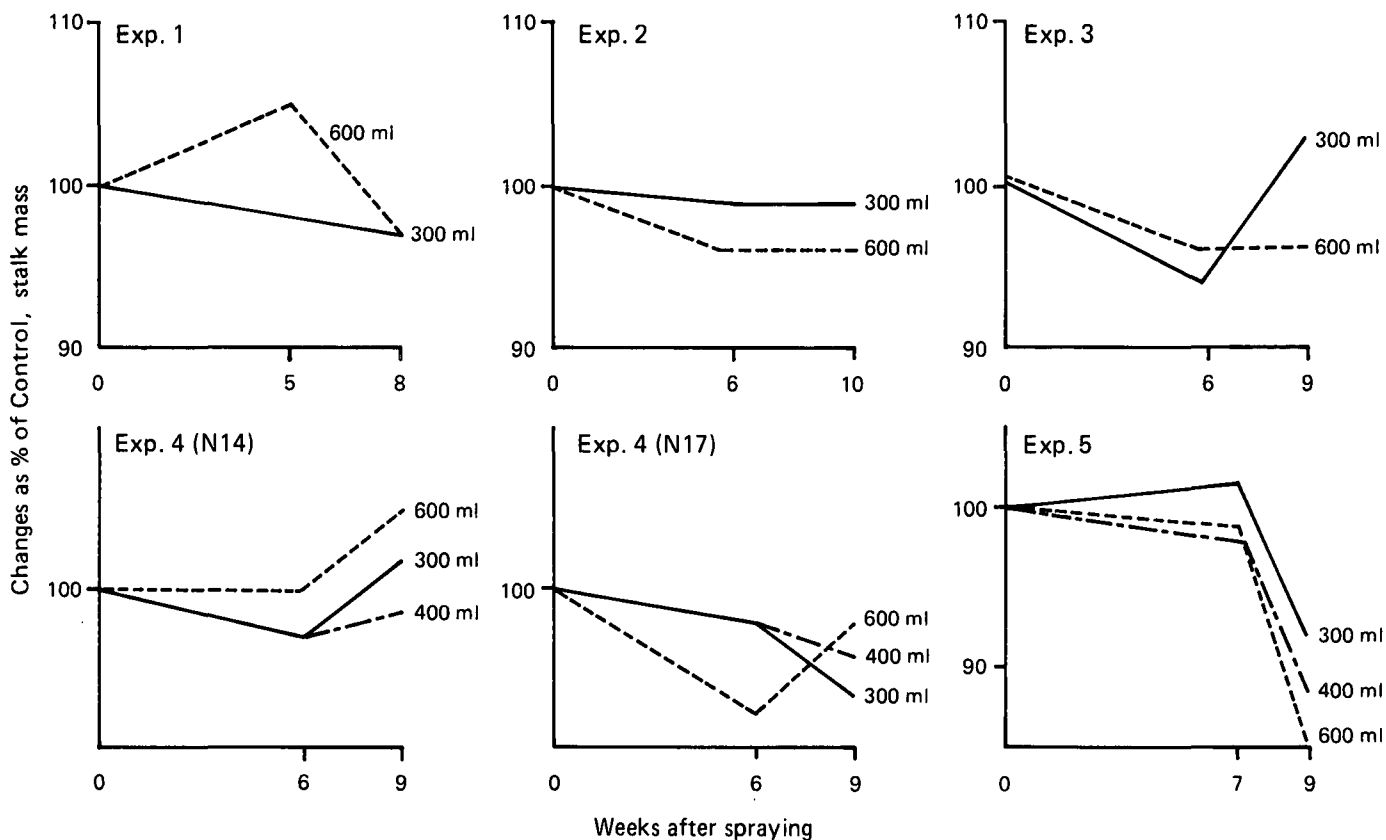 Changes as % of Control, stalk mass
Exp. 1
110
100
90
600 ml
300 ml
0
5
8
Exp. 2
110
100
90
300 ml
600 ml
0
6
10
Exp. 3
110
100
90
300 ml
600 ml
0
6
9
Exp. 4 (N14)
100
600 ml
300 ml
400 ml
0
6
9
Exp. 4 (N17)
100
600 ml
400 ml
300 ml
0
6
9
Exp. 5
100
90
300 ml
400 ml
600 ml
0
7
9
Weeks after spraying